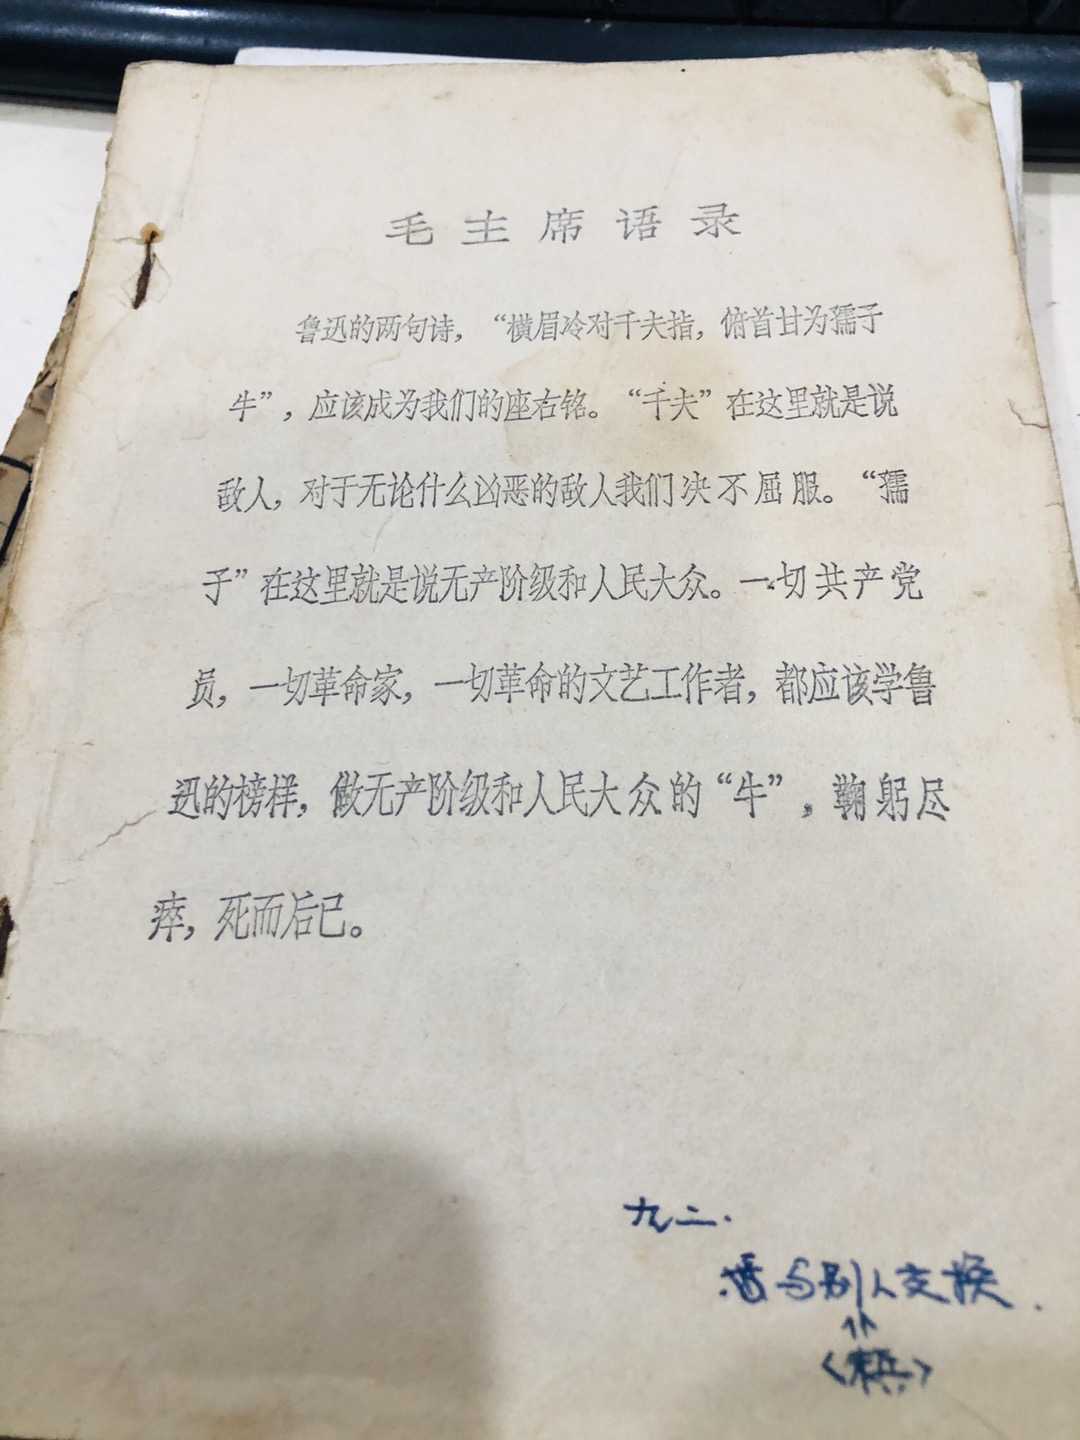 毛主席语录
鲁迅的两句诗，“横眉冷对千夫指，俯首甘为孺子
牛”，应该成为我们的座右铭。“千夫”在这里就是说
敌人，对于无论什么凶恶的敌人我们决不屈服。“孺
子”在这里就是说无产阶级和人民大众。一切共产党
员，一切革命家，一切革命的文艺工作者，都应该学鲁
迅的榜样，做无产阶级和人民大众的“牛”，鞠躬尽
瘁，死而后已。
九二.
与别人交换.